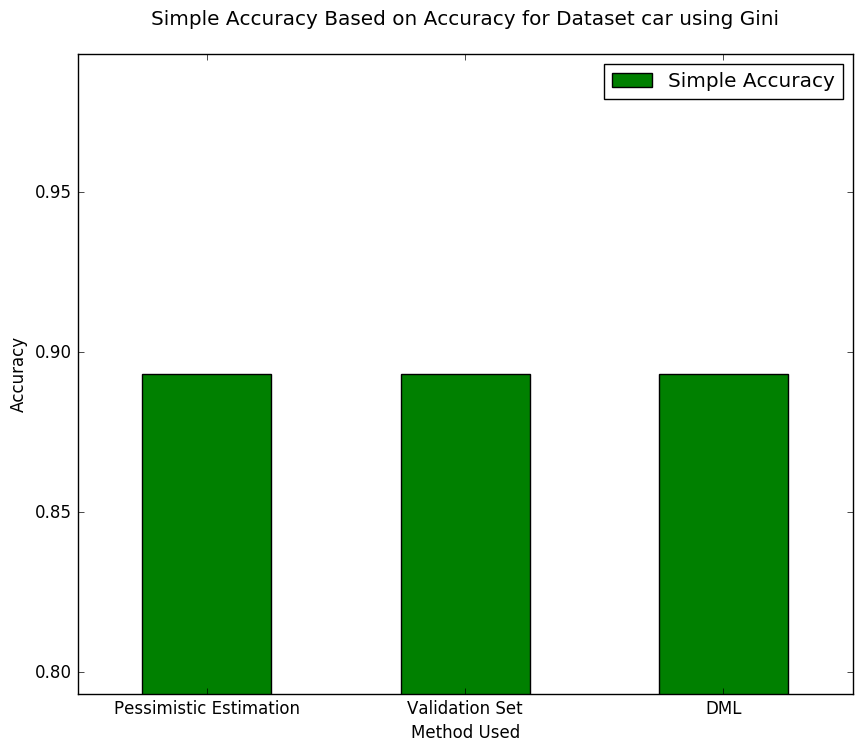 Simple Accuracy Based on Accuracy for Dataset car using Gini
Simple Accuracy
0.95
0.90
0.85
0.80
Accuracy
Pessimistic Estimation
Validation Set
DML
Method Used